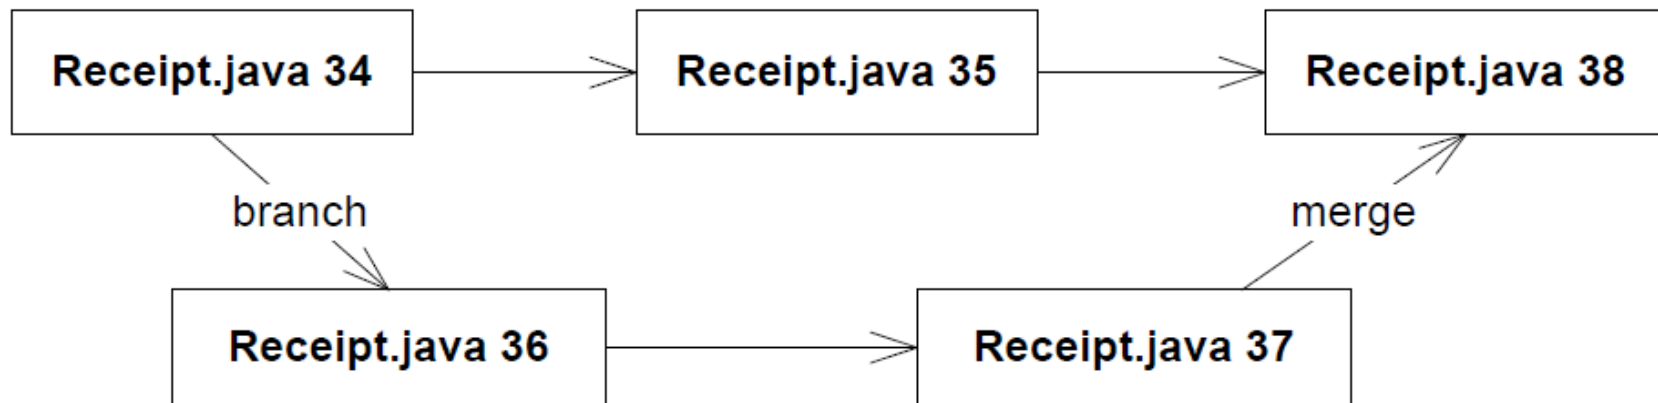 Receipt.java 34
Receipt.java 35
Receipt.java 38
branch
merge
Receipt.java 36
Receipt.java 37